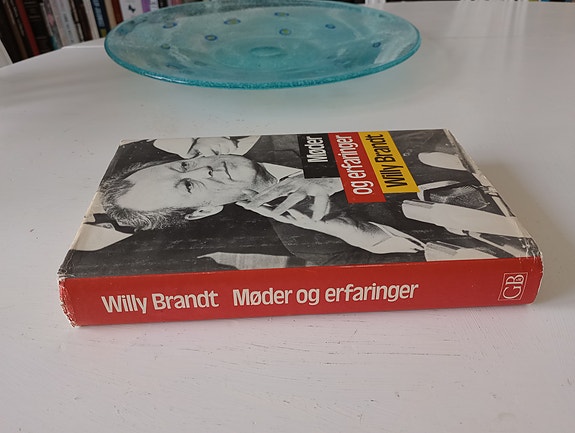 Møder
og erfaringer
Willy Brandt
Willy Brandt Møder og erfaringer
GB